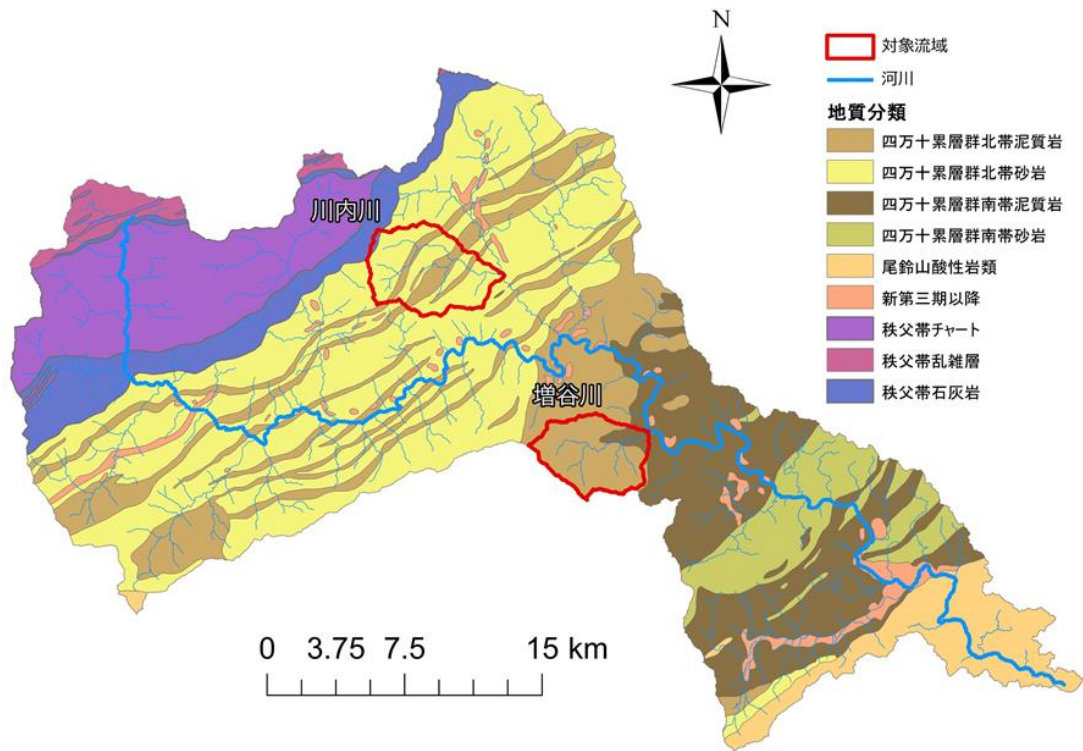 N
対象流域
河川
地質分類
四万十累層群北帯泥質岩
四万十累層群北帯砂岩
四万十累層群南帯泥質岩
四万十累層群南帯砂岩
尾鈴山酸性岩類
新第三期以降
秩父帯チャート
秩父帯乱雑層
秩父帯石灰岩
川内川
増谷川
0 3.75 7.5 15 km